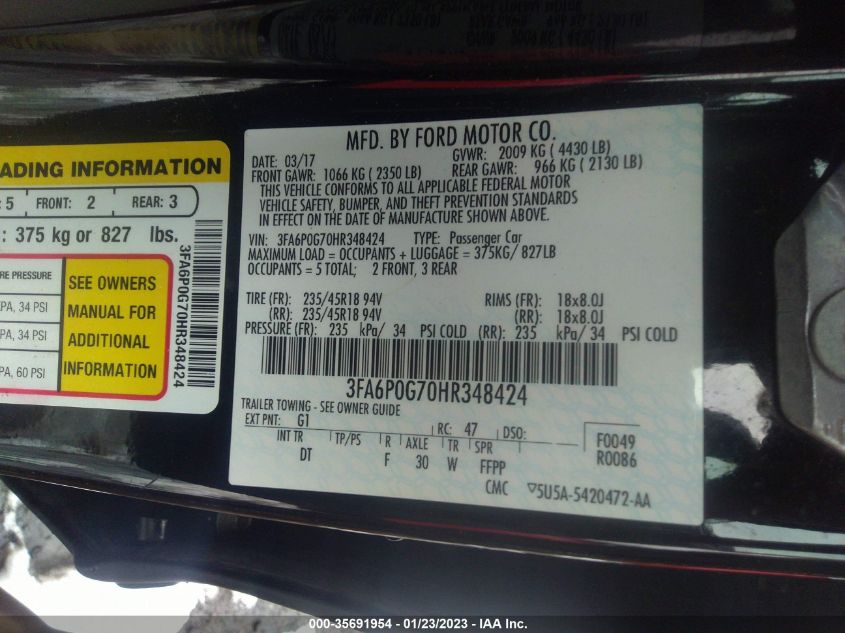 ADING INFORMATION
5 FRONT: 2 REAR: 3
: 375 kg or 827 lbs.
RE PRESSURE
PA, 34 PSI
PA, 34 PSI
PA, 60 PSI
SEE OWNERS
MANUAL FOR
ADDITIONAL
INFORMATION
3FA6P0G70HR348424
MFD. BY FORD MOTOR CO.
DATE: 03/17 GVWR: 2009 KG ( 4430 LB)
FRONT GAWR: 1066 KG ( 2350 LB) REAR GAWR: 966 KG ( 2130 LB)
THIS VEHICLE CONFORMS TO ALL APPLICABLE FEDERAL MOTOR
VEHICLE SAFETY, BUMPER, AND THEFT PREVENTION STANDARDS
IN EFFECT ON THE DATE OF MANUFACTURE SHOWN ABOVE.
VIN: 3FA6P0G70HR348424 TYPE: Passenger Car
MAXIMUM LOAD = OCCUPANTS + LUGGAGE = 375KG/ 827LB
OCCUPANTS = 5 TOTAL; 2 FRONT, 3 REAR
TIRE (FR): 235/45R18 94V RIMS (FR): 18x8.0J
(RR): 235/45R18 94V (RR): 18x8.0J
PRESSURE (FR): 235 kPa/ 34 PSI COLD (RR): 235 kPa/ 34 PSI COLD
3FA6P0G70HR348424
TRAILER TOWING - SEE OWNER GUIDE
EXT PNT: G1 RC: 47 DSO: F0049
INT TR TP/PS R AXLE TR SPR R0086
DT F 30 W FFPP
CMC 5U5A-5420472-AA
000-35691954 - 01/23/2023 - IAA Inc.